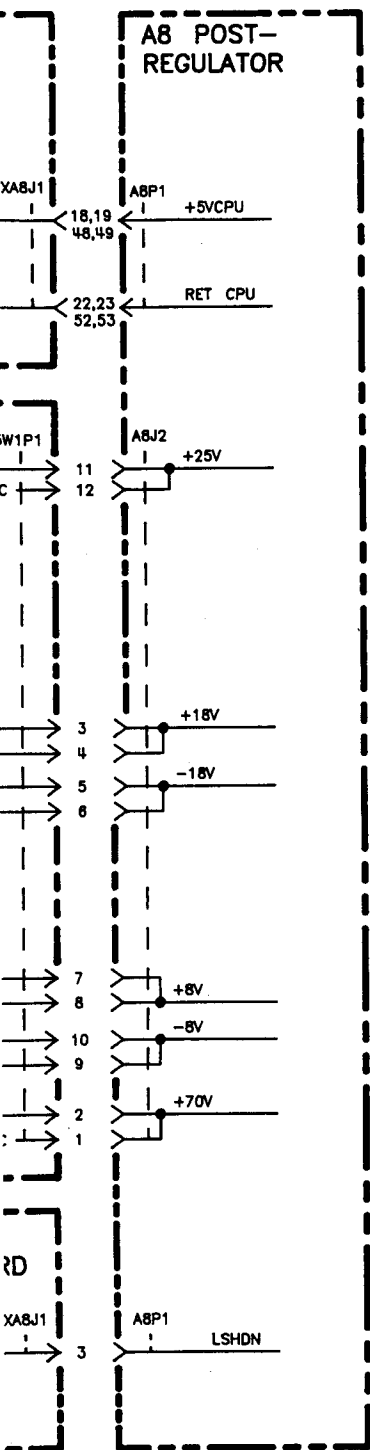 A8 POST-
REGULATOR
XA8J1
A8P1
18,19
48,49
+5VCPU
22,23
52,53
RET CPU
W1P1
A8J2
11
+25V
C
12
3
+18V
4
5
-18V
6
7
8
+8V
10
-8V
9
2
+70V
1
RD
XA8J1
A8P1
3
LSHDN